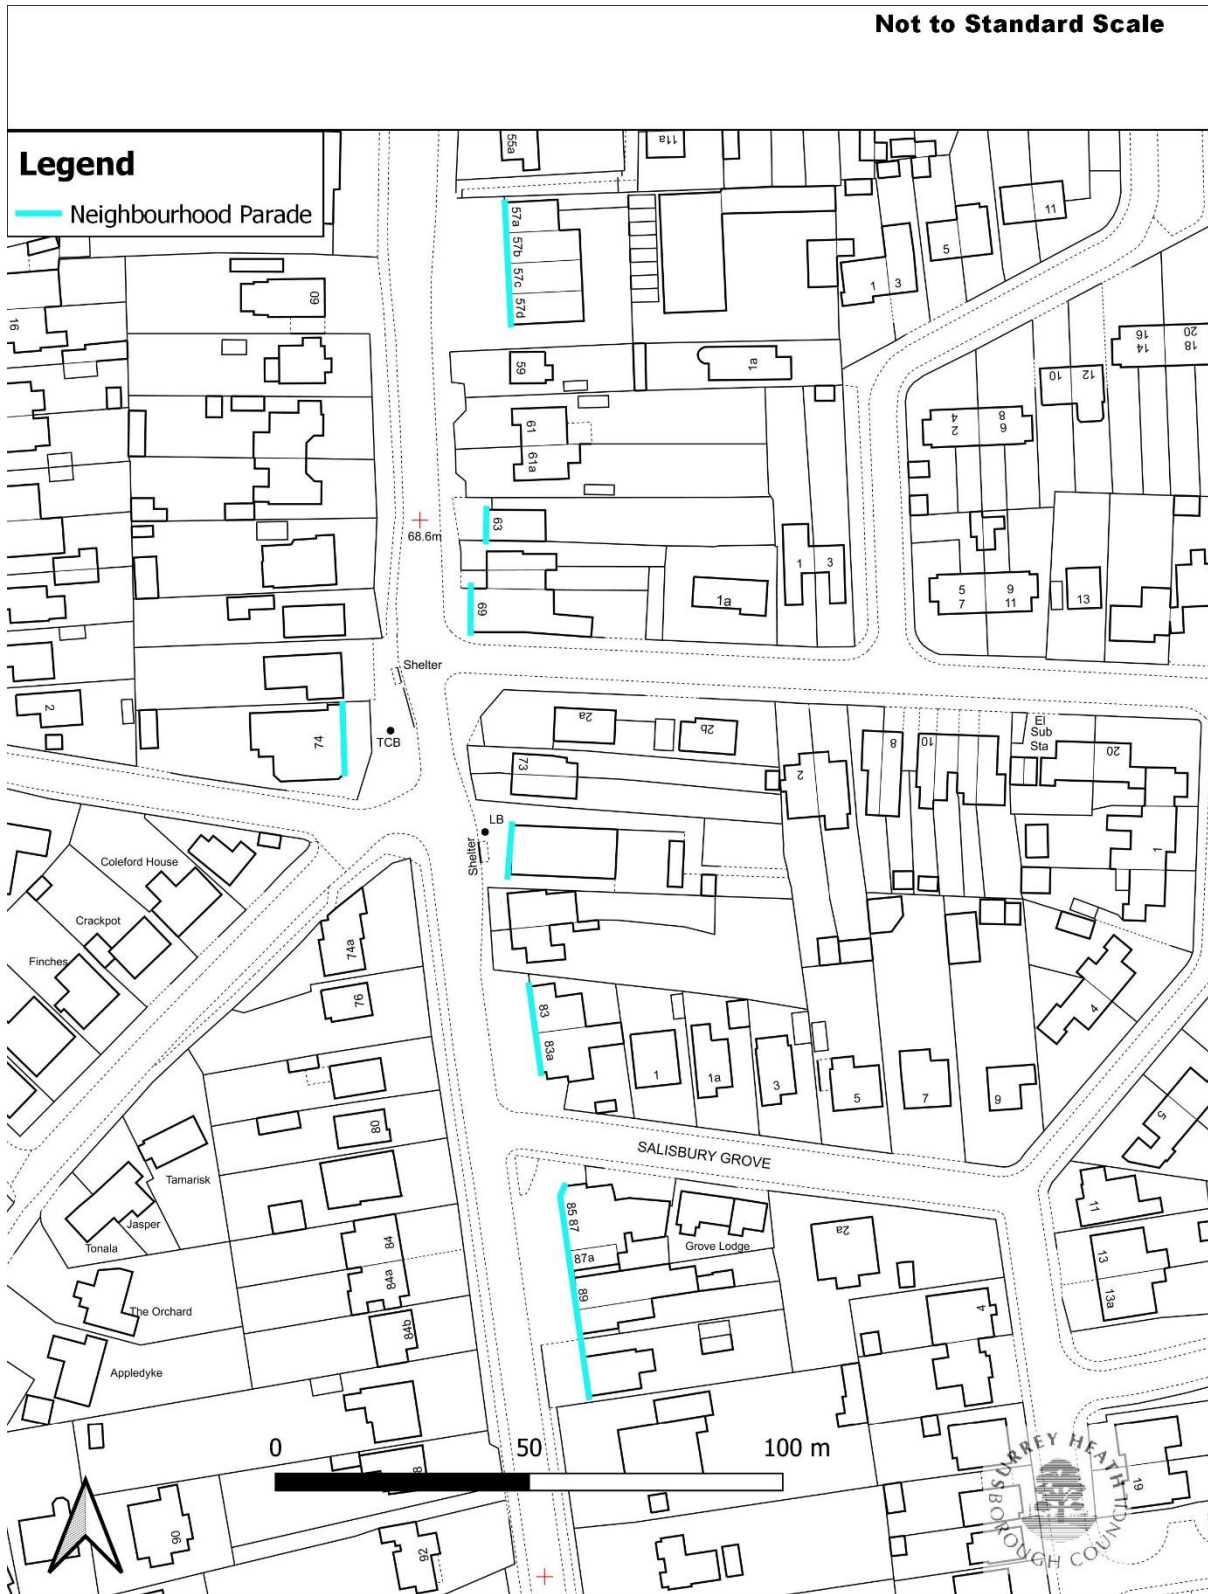 Not to Standard Scale
Legend
Neighbourhood Parade
55a
11a
57a
57b
57c
57d
60
16
59
1a
1
3
5
11
16
14
20
18
10
12
4
2
8
6
61
61a
63
68.6m
69
1a
1
3
5
7
9
11
13
2
Shelter
74
TCB
2a
2b
73
2
8
10
El
Sub
Sta
20
1
LB
Shelter
Coleford House
Crackpot
Finches
74a
76
80
83
83a
1
1a
3
5
7
9
4
5
SALISBURY GROVE
Tamarisk
Jasper
Tonala
The Orchard
Appledyke
84
84a
84b
85 87
87a
89
Grove Lodge
2a
4
11
13
13a
0
50
100 m
8
90
92
19
SURREY HEATH
BOROUGH COUNCIL